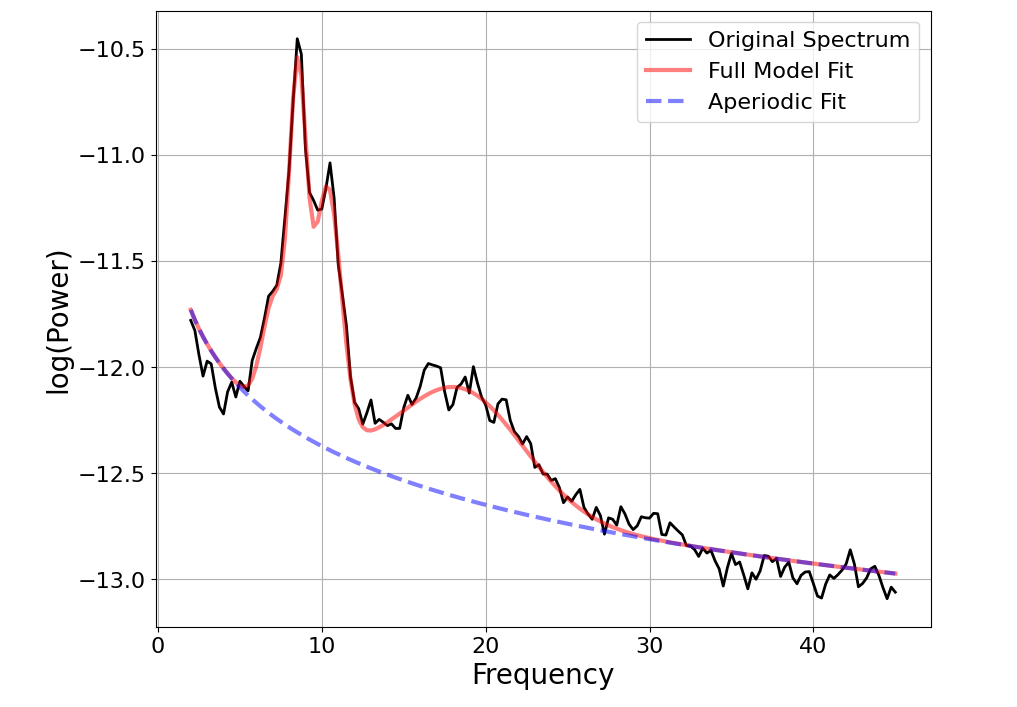 Original Spectrum
Full Model Fit
Aperiodic Fit
log(Power)
−10.5
−11.0
−11.5
−12.0
−12.5
−13.0
0 10 20 30 40
Frequency